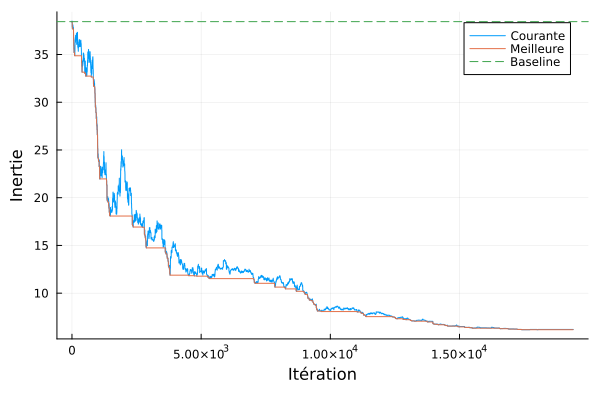 Courante
Meilleure
Baseline
Inertie
35
30
25
20
15
10
0
5.00×10³
1.00×10⁴
1.50×10⁴
Itération